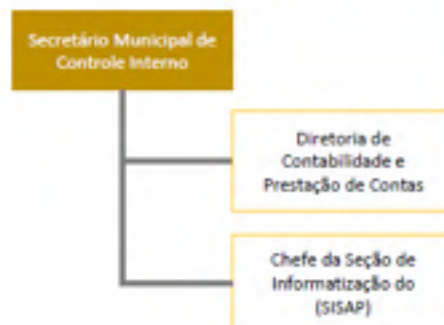 Secretário Municipal de
Controle Interno
Diretoria de
Contabilidade e
Prestação de Contas
Chefe da Seção de
Informatização do
(SISAP)